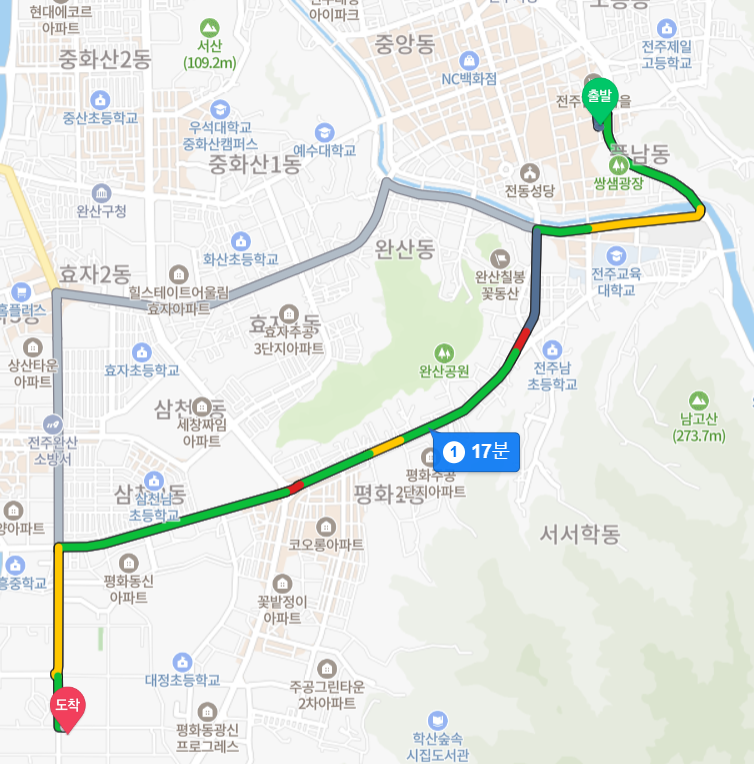 현대에코르
아파트
아이파크
중화산2동
서산
(109.2m)
중앙동
전주제일
고등학교
NC백화점
출발
중산초등학교
우석대학교
중화산캠퍼스
예수대학교
중화산1동
풍남동
쌍샘광장
전동성당
완산구청
화산초등학교
완산동
완산칠봉
꽃동산
전주교육
대학교
효자2동
힐스테이트어울림
효자아파트
홈플러스
효자주공
3단지아파트
상산타운
아파트
효자초등학교
완산공원
전주남
초등학교
세창짜임
아파트
남고산
(273.7m)
전주완산
소방서
1 17분
평화주공
2단지아파트
삼천남
초등학교
평화1동
코오롱아파트
서서학동
평화동신
아파트
꽃밭정이
아파트
대정초등학교
주공그린타운
2차아파트
도착
평화동광신
프로그레스
학산숲속
시집도서관